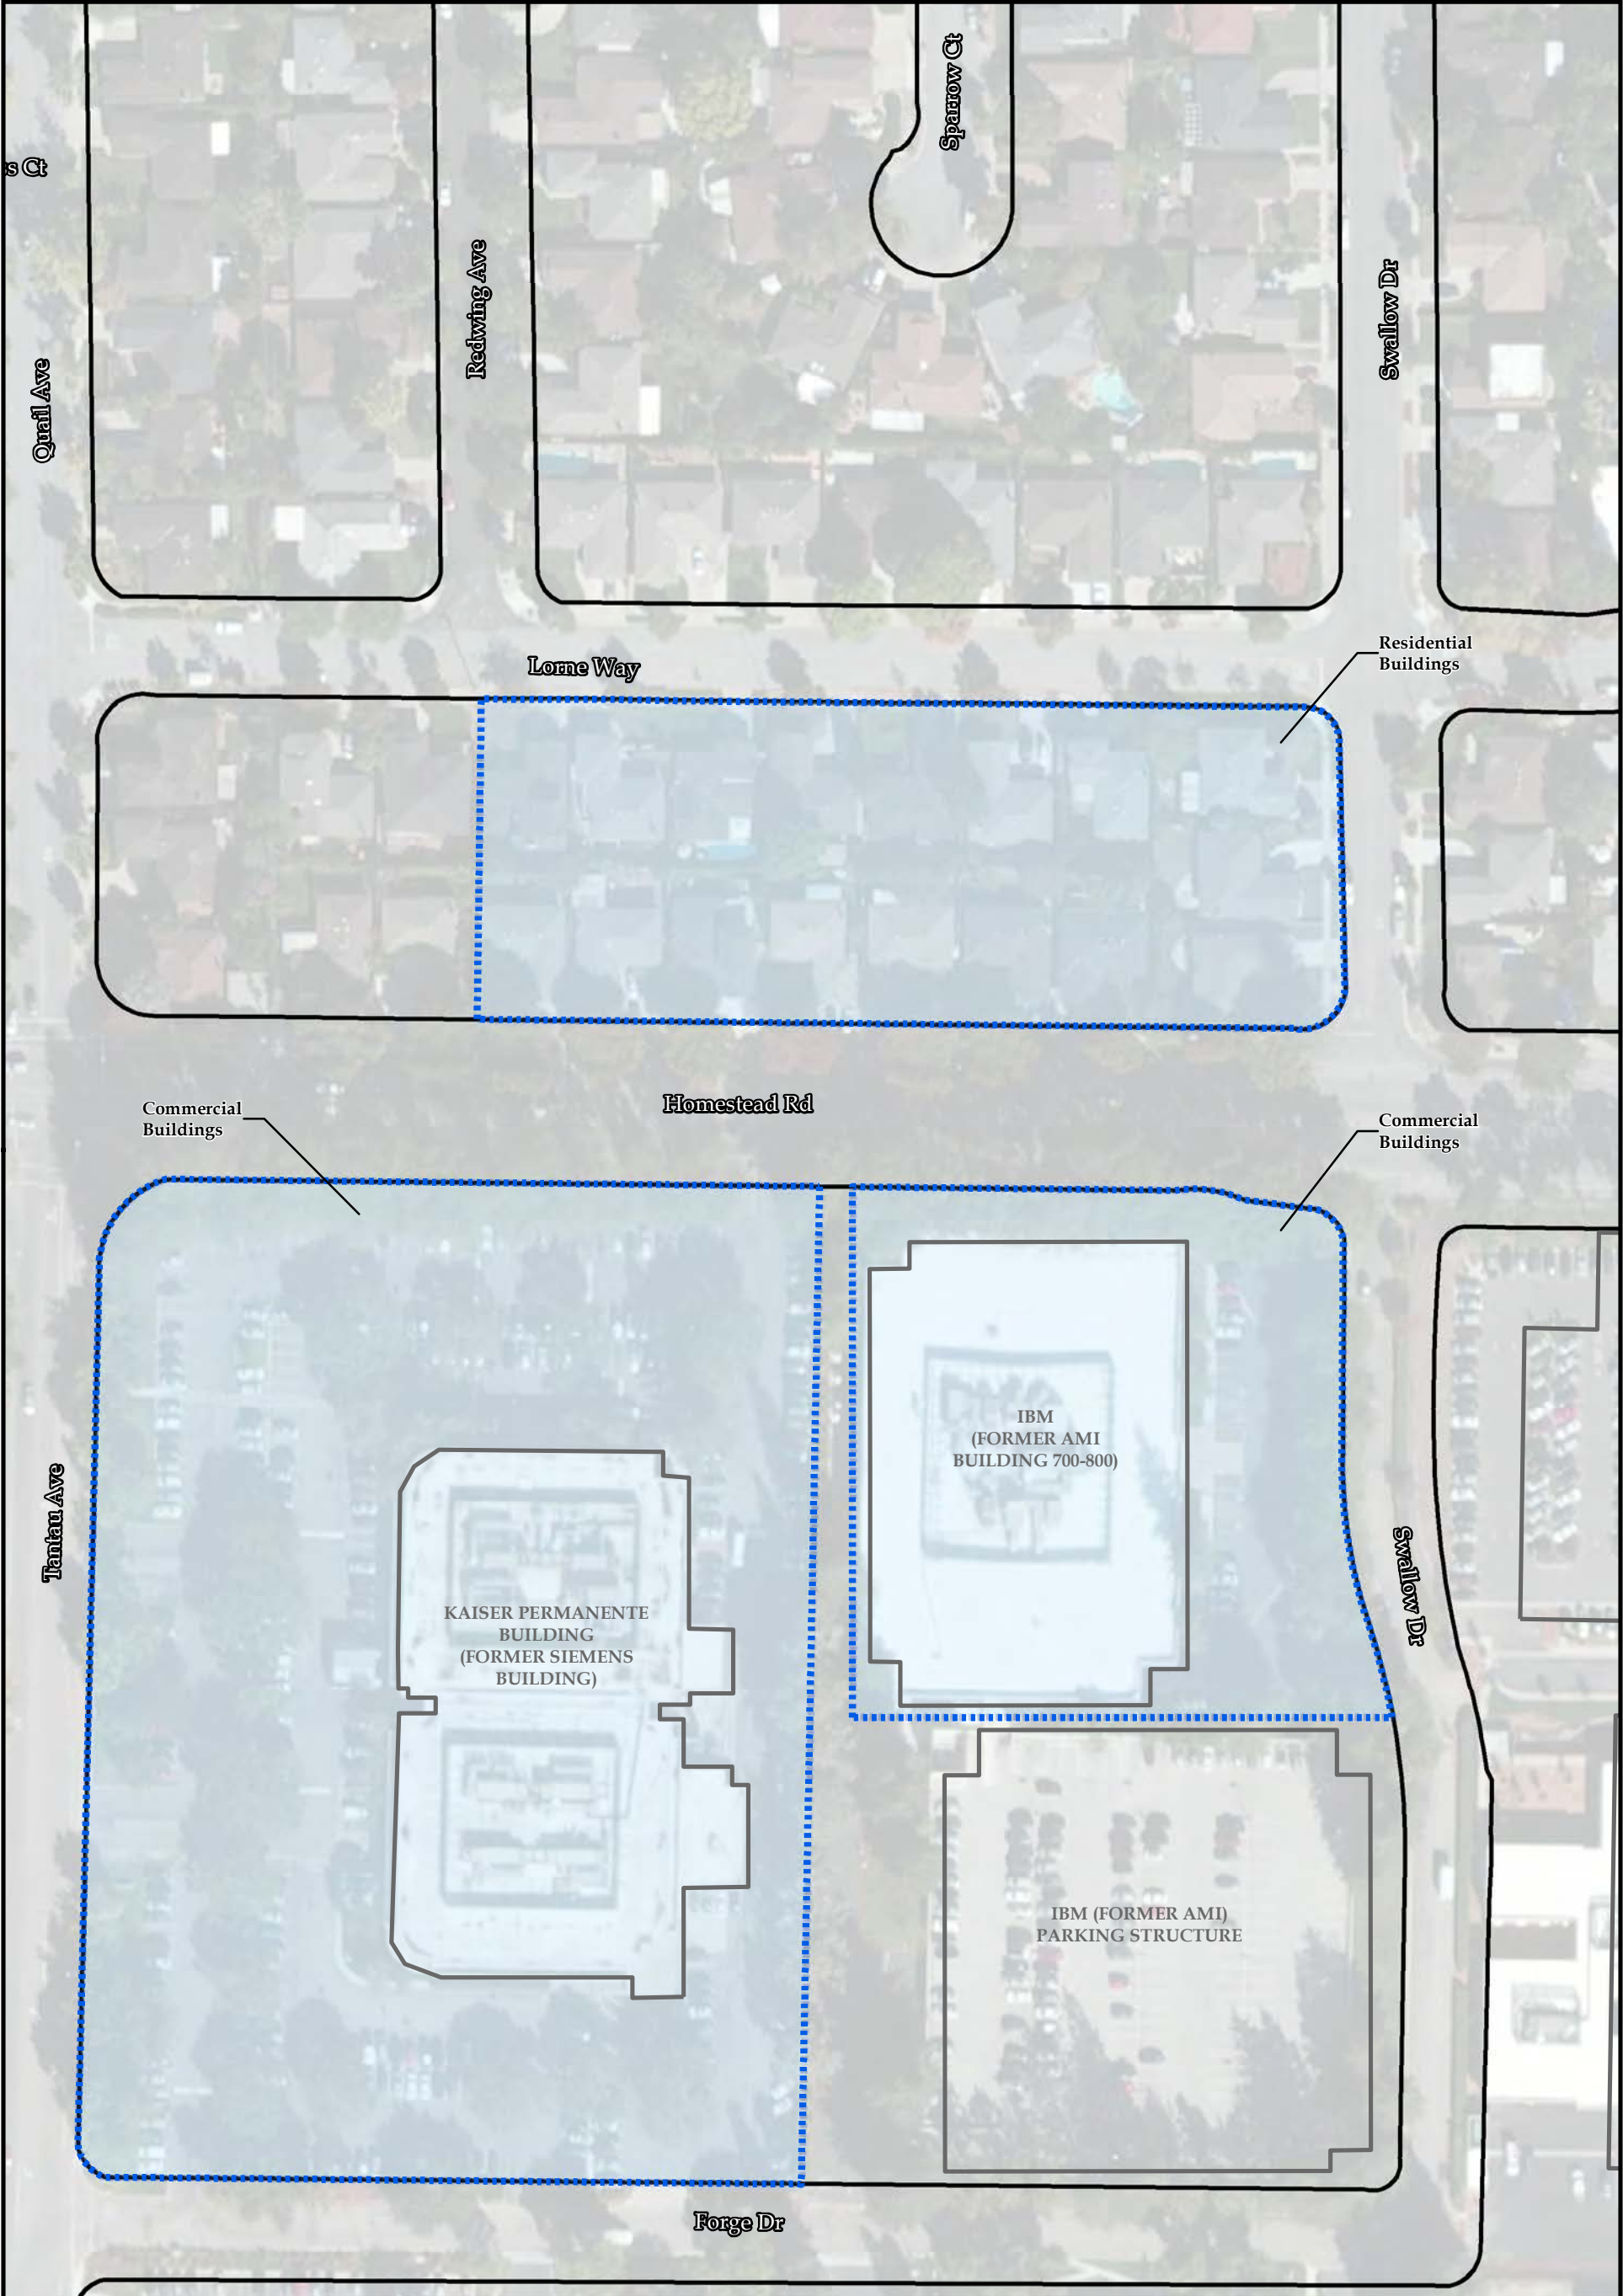 Sparrow Ct
s Ct
Redwing Ave
Swallow Dr
Quail Ave
Residential
Buildings
Lorne Way
Homestead Rd
Commercial
Buildings
Commercial
Buildings
IBM
(FORMER AMI
BUILDING 700-800)
Tantau Ave
Swallow Dr
KAISER PERMANENTE
BUILDING
(FORMER SIEMENS
BUILDING)
IBM (FORMER AMI)
PARKING STRUCTURE
Forge Dr